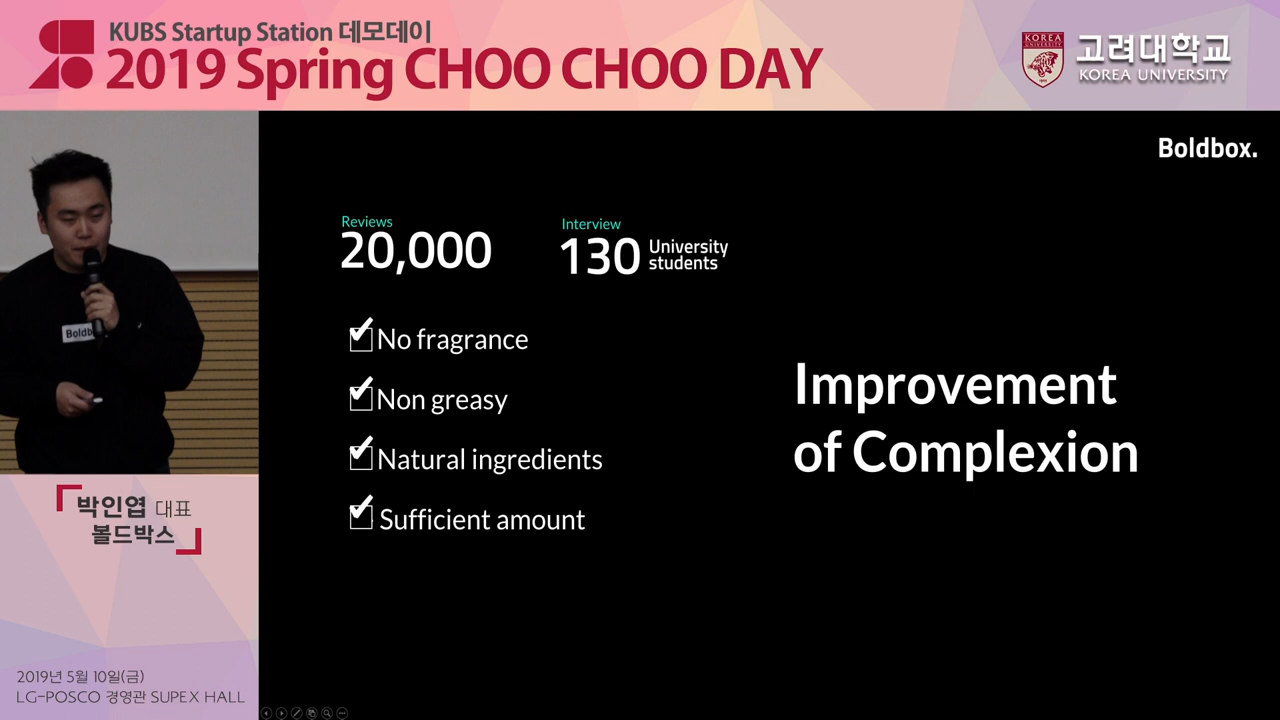 KUBS Startup Station 데모데이
2019 Spring CHOO CHOO DAY
KOREA
UNIVERSITY
고려대학교
KOREA UNIVERSITY
Boldbox.
Reviews
20,000
Interview
130 University
students
No fragrance
Non greasy
Natural ingredients
Sufficient amount
Improvement
of Complexion
박인엽 대표
볼드박스
2019년 5월 10일(금)
LG-POSCO 경영관 SUPEX HALL